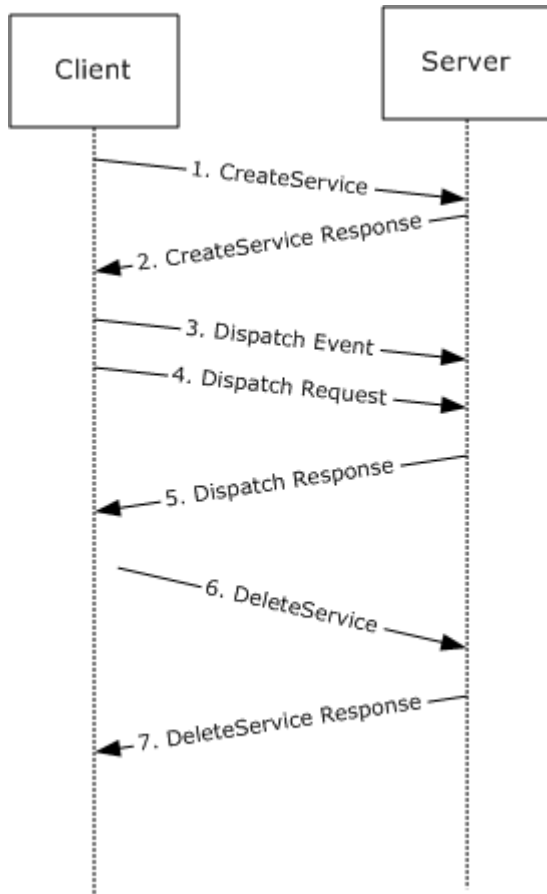 Client
Server
1. CreateService
2. CreateService Response
3. Dispatch Event
4. Dispatch Request
5. Dispatch Response
6. DeleteService
7. DeleteService Response